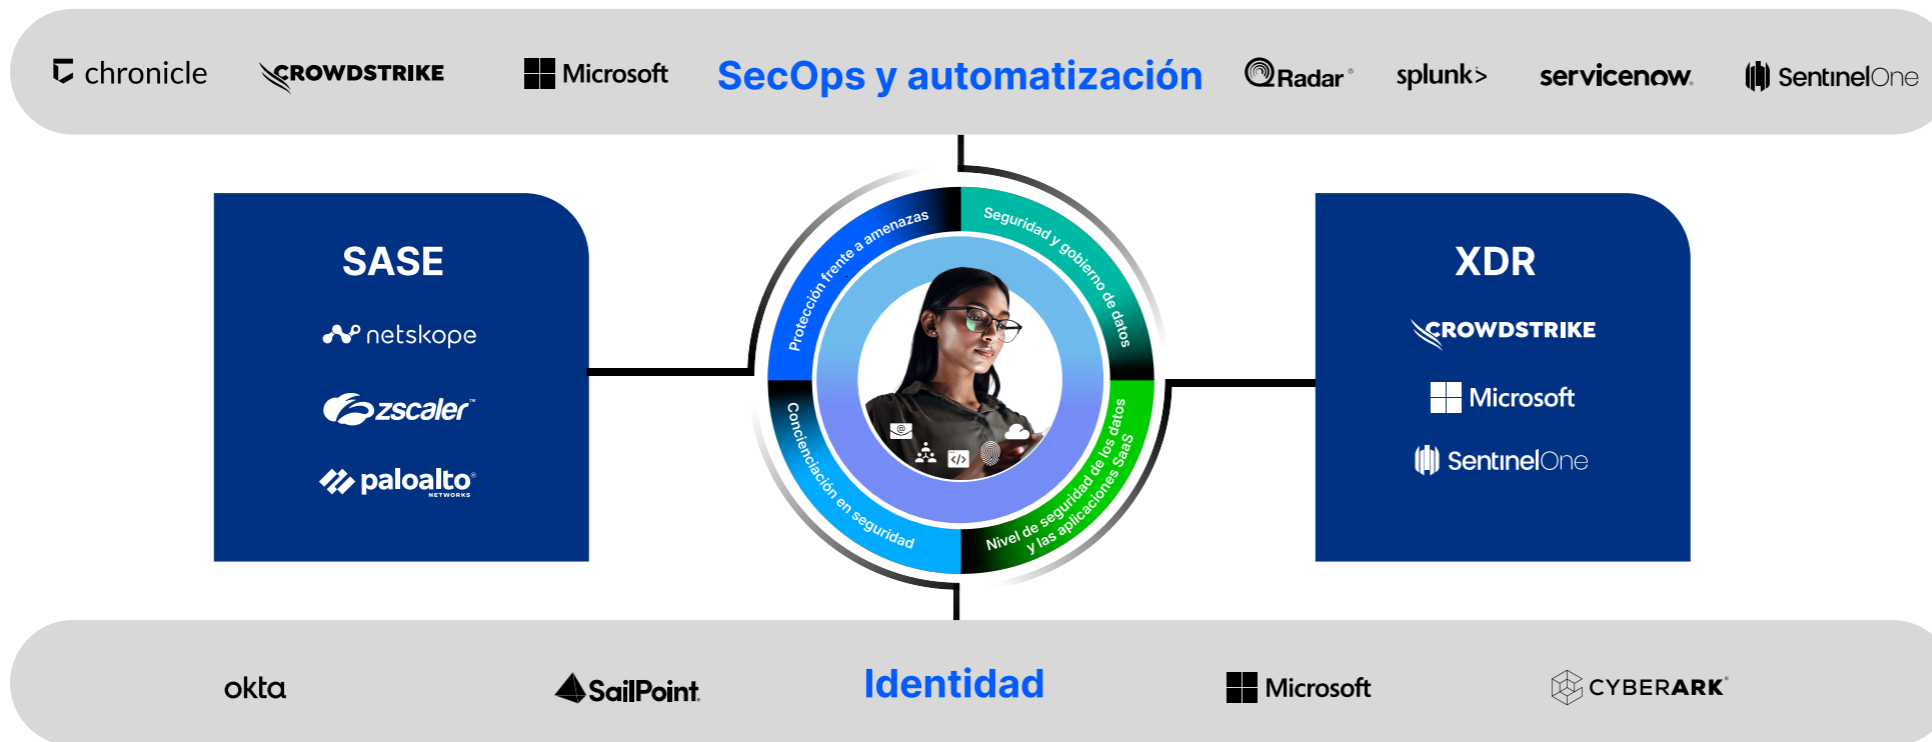 chronicle
CROWDSTRIKE
Microsoft
SecOps y automatización
QRadar®
splunk>
servicenow
SentinelOne
SASE
netskope
zscaler™
paloalto®
NETWORKS
Protección frente a amenazas
Seguridad y gobierno de datos
Concienciación en seguridad
Nivel de seguridad de los datos
y las aplicaciones SaaS
XDR
CROWDSTRIKE
Microsoft
SentinelOne
okta
SailPoint
Identidad
Microsoft
CYBERARK®